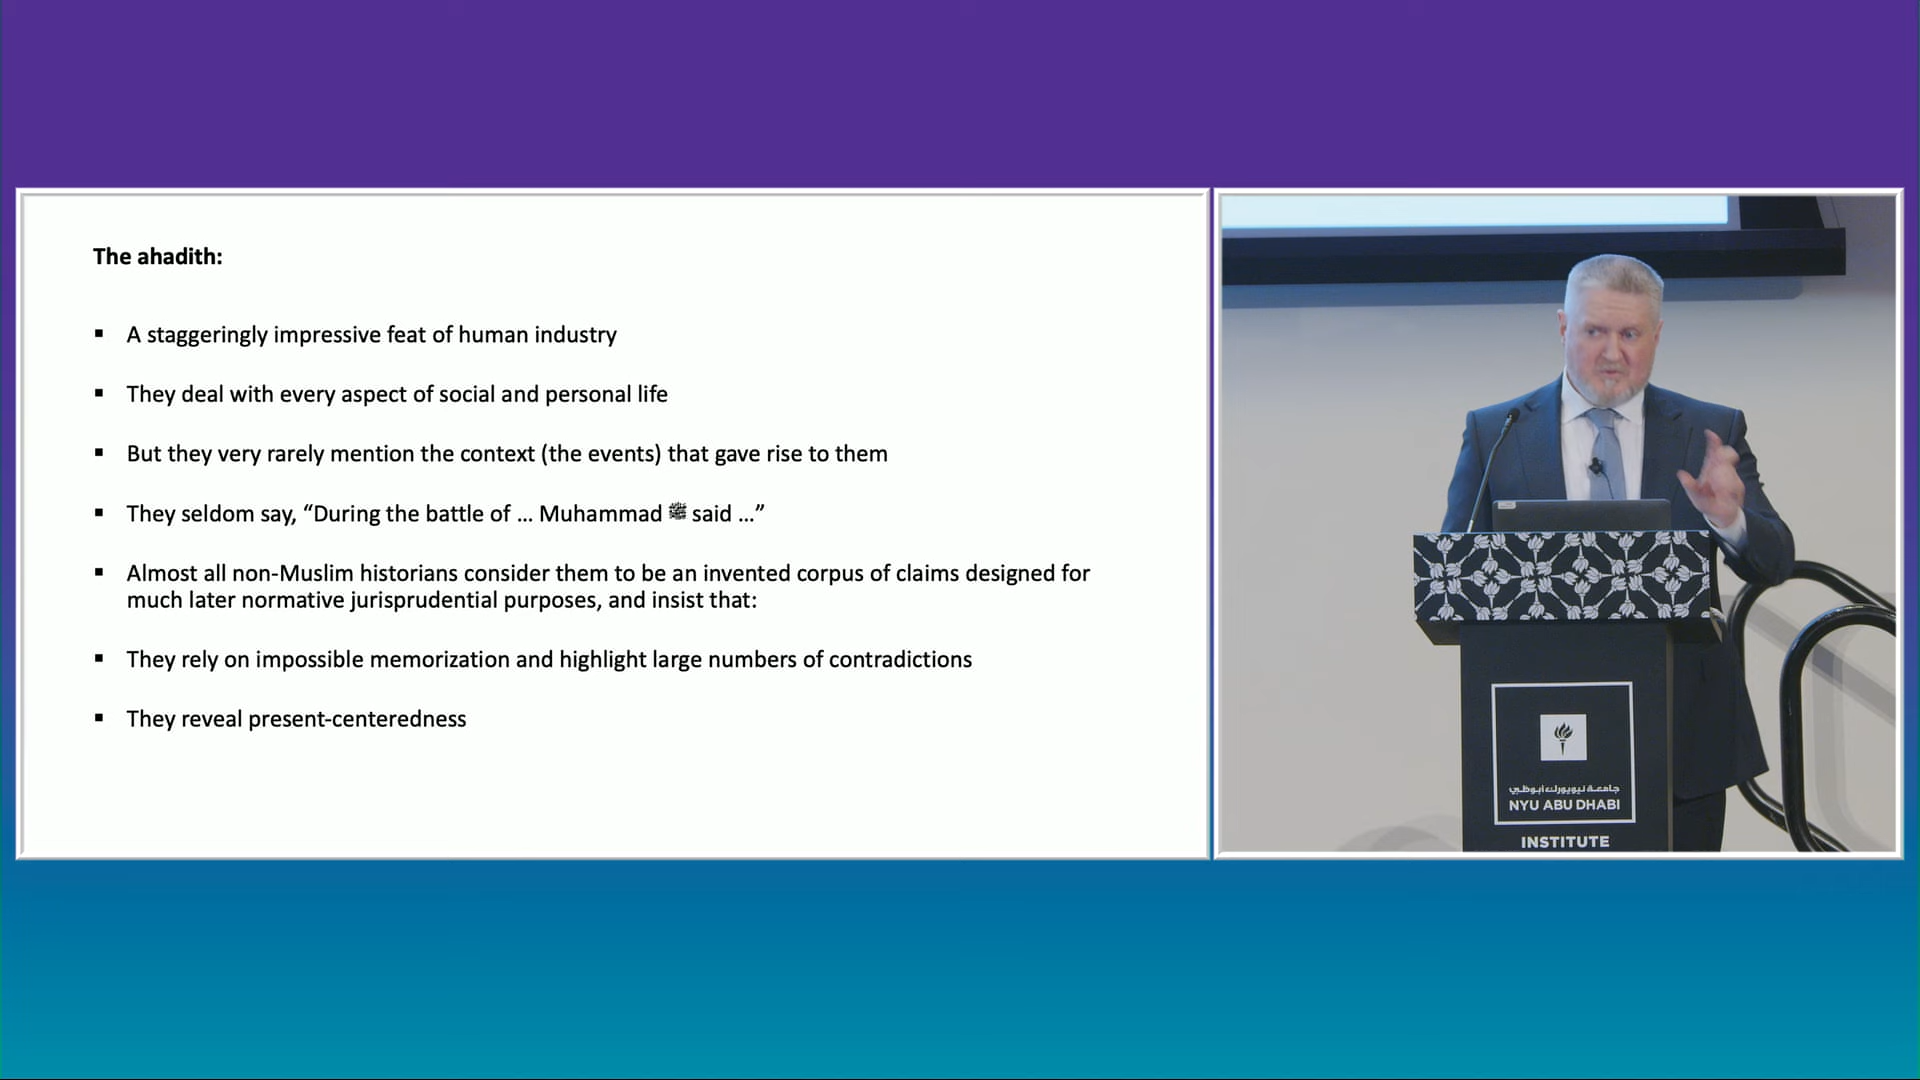 The ahadith:
▪ A staggeringly impressive feat of human industry
▪ They deal with every aspect of social and personal life
▪ But they very rarely mention the context (the events) that gave rise to them
▪ They seldom say, “During the battle of … Muhammad ﷺ said …”
▪ Almost all non-Muslim historians consider them to be an invented corpus of claims designed for
much later normative jurisprudential purposes, and insist that:
▪ They rely on impossible memorization and highlight large numbers of contradictions
▪ They reveal present-centeredness
جامعة نيويورك أبوظبي
NYU ABU DHABI
INSTITUTE